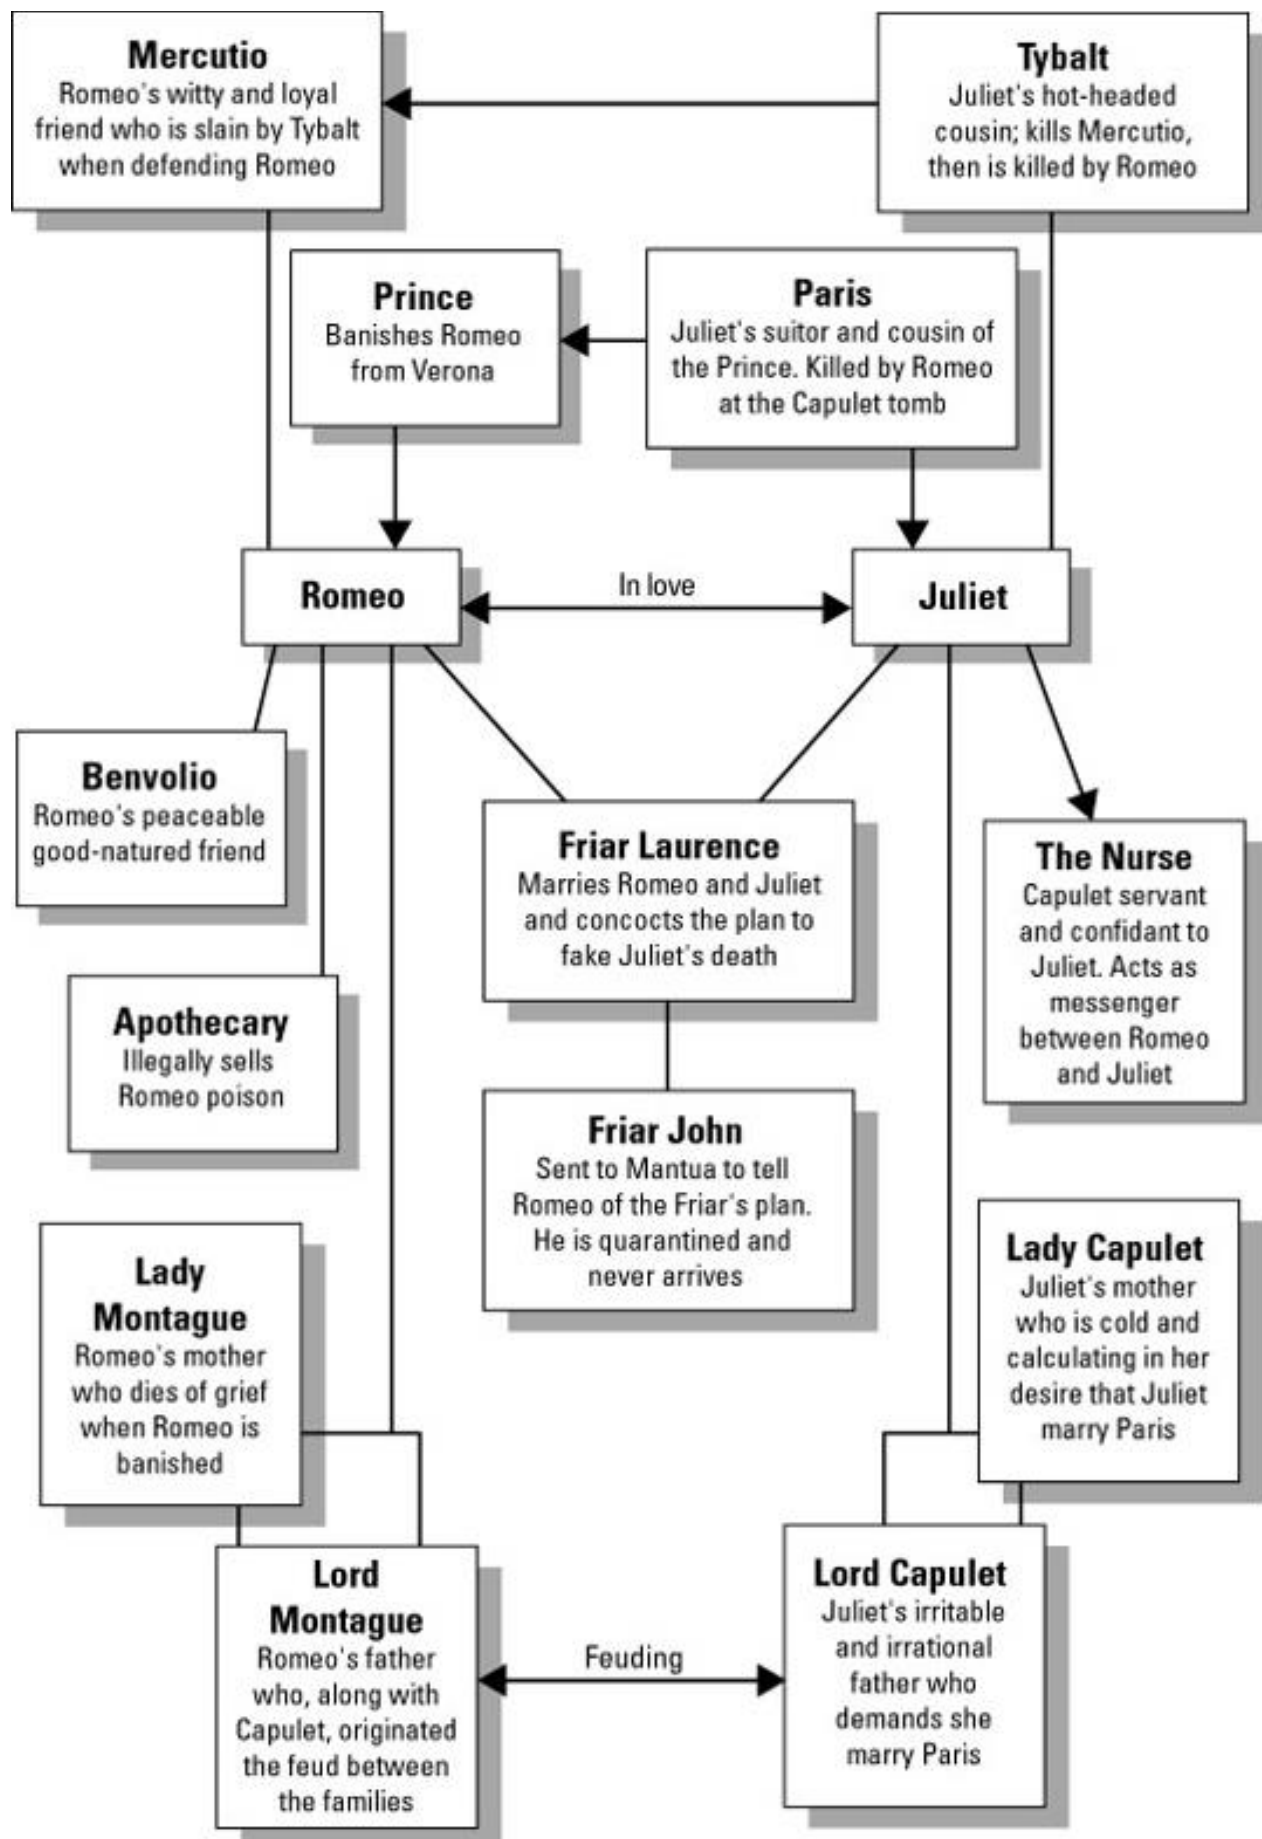 Mercutio
Romeo's witty and loyal
friend who is slain by Tybalt
when defending Romeo
Tybalt
Juliet's hot-headed
cousin; kills Mercutio,
then is killed by Romeo
Prince
Banishes Romeo
from Verona
Paris
Juliet's suitor and cousin of
the Prince. Killed by Romeo
at the Capulet tomb
Romeo
In love
Juliet
Benvolio
Romeo's peaceable
good-natured friend
Friar Laurence
Marries Romeo and Juliet
and concocts the plan to
fake Juliet's death
The Nurse
Capulet servant
and confidant to
Juliet. Acts as
messenger
between Romeo
and Juliet
Apothecary
Illegally sells
Romeo poison
Friar John
Sent to Mantua to tell
Romeo of the Friar's plan.
He is quarantined and
never arrives
Lady
Montague
Romeo's mother
who dies of grief
when Romeo is
banished
Lady Capulet
Juliet's mother
who is cold and
calculating in her
desire that Juliet
marry Paris
Lord
Montague
Romeo's father
who, along with
Capulet, originated
the feud between
the families
Feuding
Lord Capulet
Juliet's irritable
and irrational
father who
demands she
marry Paris